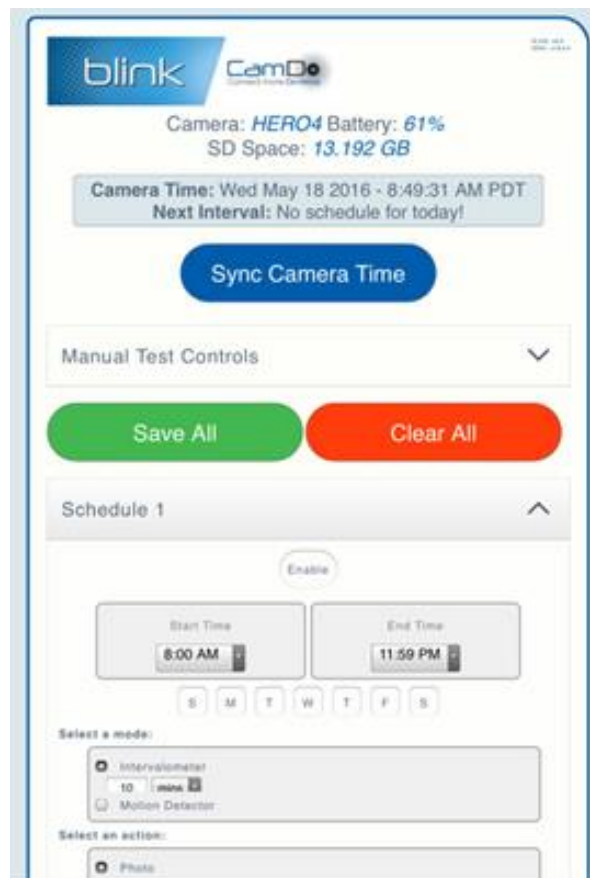 blink
CamDo
Camera: HERO4 Battery: 61%
SD Space: 13.192 GB
Camera Time: Wed May 18 2016 - 8:49:31 AM PDT
Next Interval: No schedule for today!
Sync Camera Time
Manual Test Controls
Save All Clear All
Schedule 1
Enable
Start Time End Time
8:00 AM 11:59 PM
S M T W T F S
Select a mode:
Intervalometer
10 mins
Motion Detector
Select an action:
Photo